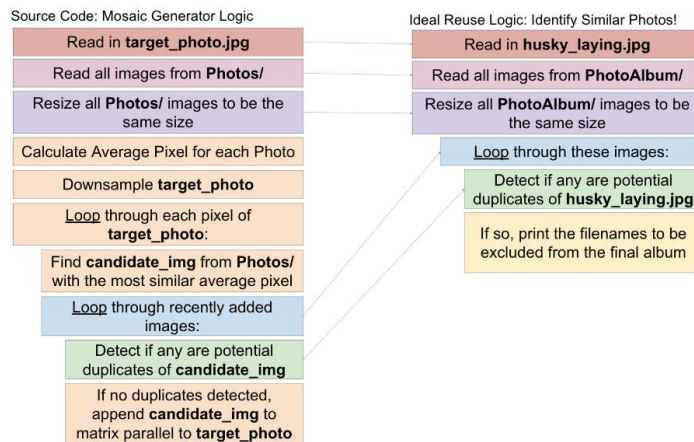 Source Code: Mosaic Generator Logic
Read in target_photo.jpg
Read all images from Photos/
Resize all Photos/ images to be the
same size
Calculate Average Pixel for each Photo
Downsample target_photo
Loop through each pixel of
target_photo:
Find candidate_img from Photos/
with the most similar average pixel
Loop through recently added
images:
Detect if any are potential
duplicates of candidate_img
If no duplicates detected,
append candidate_img to
matrix parallel to target_photo
Ideal Reuse Logic: Identify Similar Photos!
Read in husky_laying.jpg
Read all images from PhotoAlbum/
Resize all PhotoAlbum/ images to be
the same size
Loop through these images:
Detect if any are potential
duplicates of husky_laying.jpg
If so, print the filenames to be
excluded from the final album